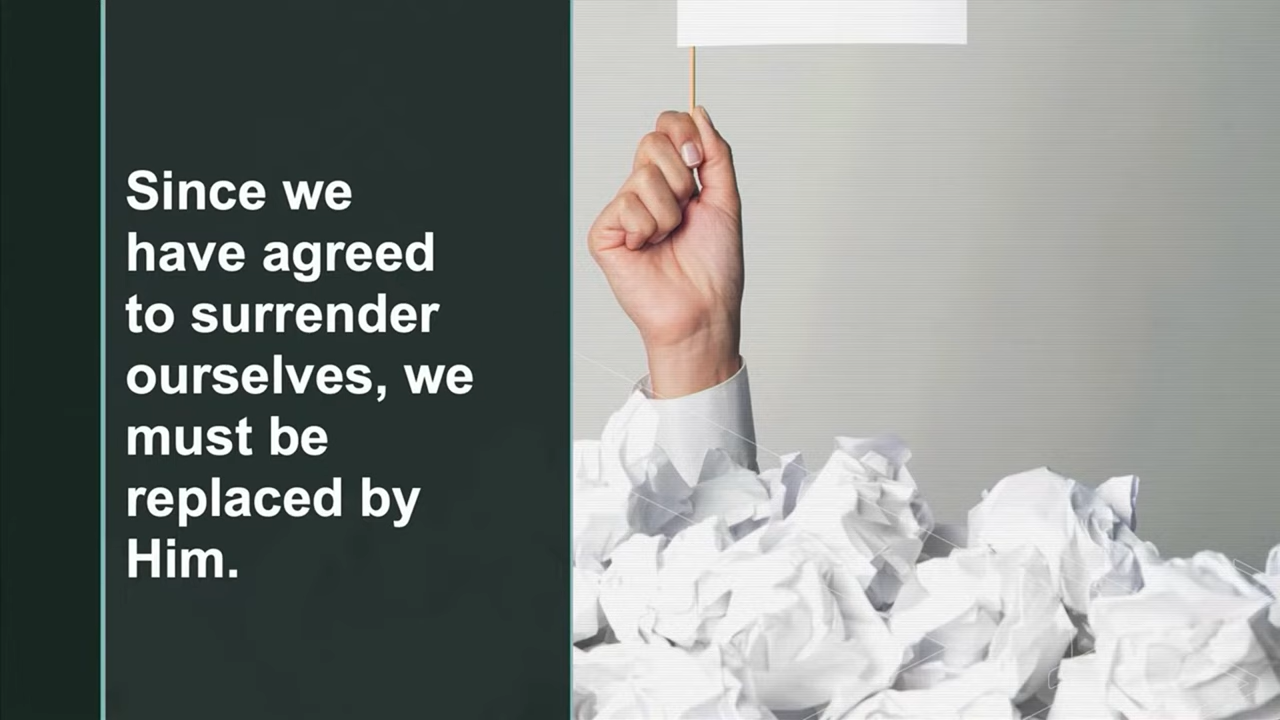 Since we
have agreed
to surrender
ourselves, we
must be
replaced by
Him.